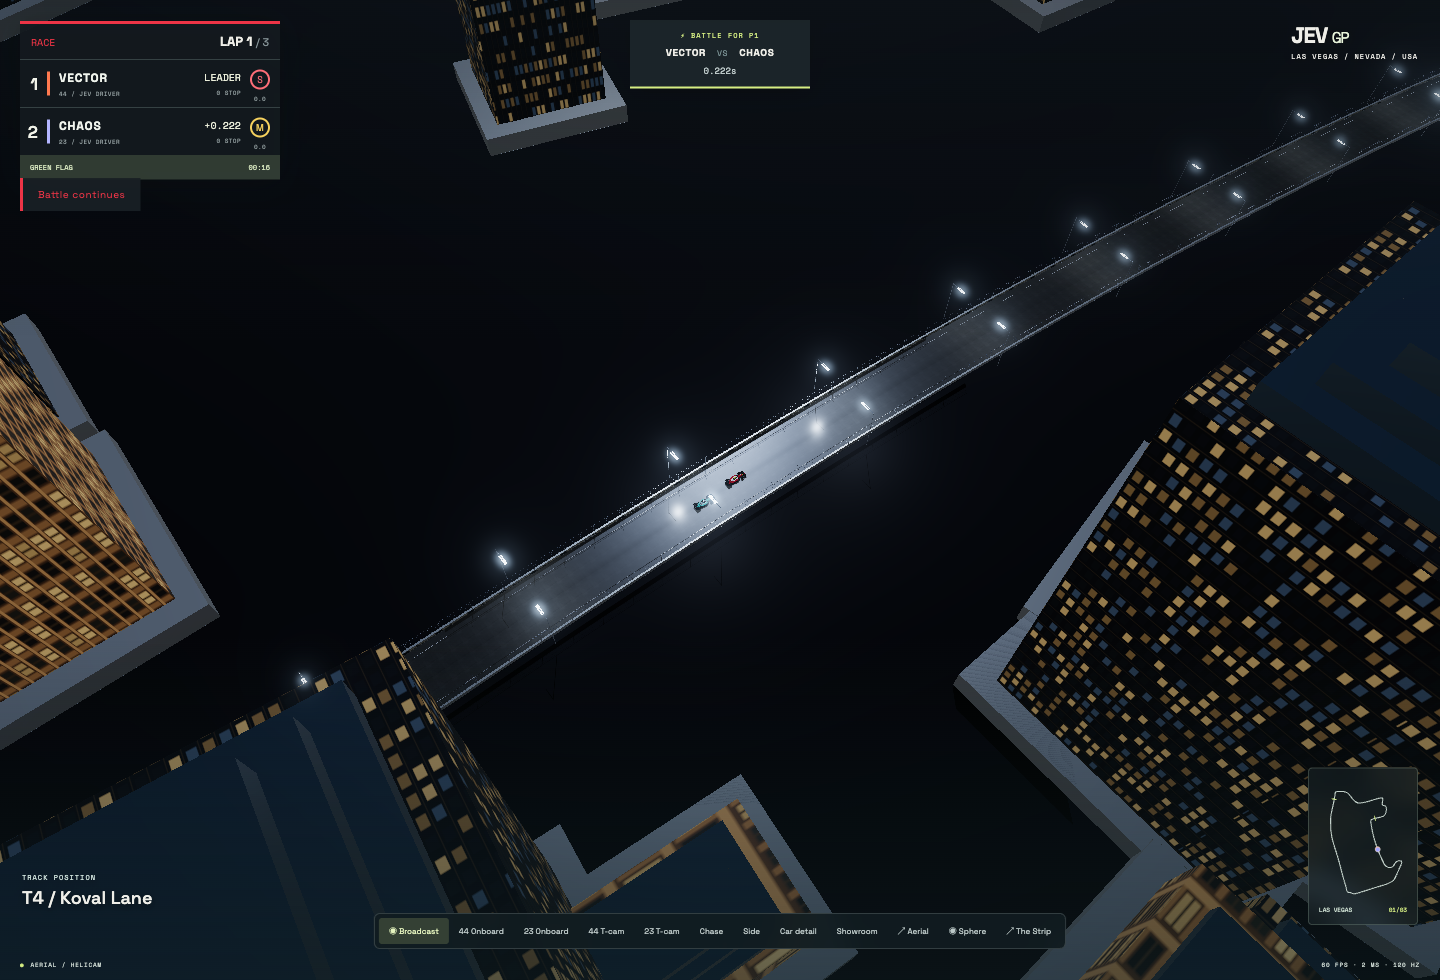 RACE
LAP 1 / 3
1 VECTOR LEADER S
44 / JEV DRIVER 0 STOP 0.0
2 CHAOS +0.222 M
23 / JEV DRIVER 0 STOP 0.0
GREEN FLAG 00:16
Battle continues
⚡ BATTLE FOR P1
VECTOR VS CHAOS
0.222s
JEV GP
LAS VEGAS / NEVADA / USA
TRACK POSITION
T4 / Koval Lane
Broadcast 44 Onboard 23 Onboard 44 T-cam 23 T-cam Chase Side Car detail Showroom Aerial Sphere The Strip
LAS VEGAS 01/03
AERIAL / HELICAM
60 FPS · 2 MS · 120 HZ